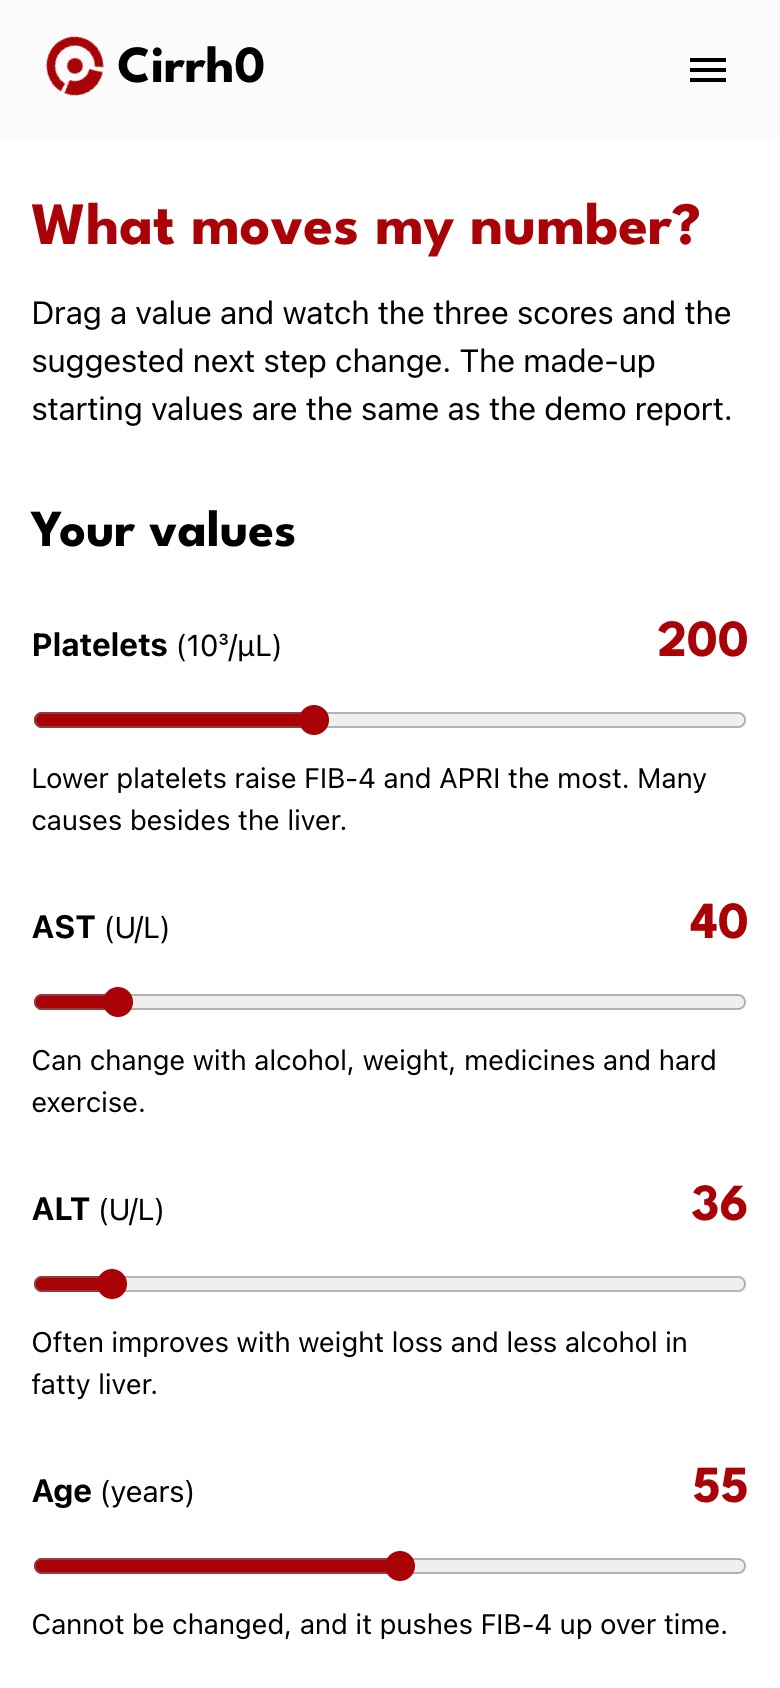 Cirrh0
What moves my number?
Drag a value and watch the three scores and the
suggested next step change. The made-up
starting values are the same as the demo report.
Your values
Platelets (10³/µL) 200
Lower platelets raise FIB-4 and APRI the most. Many
causes besides the liver.
AST (U/L) 40
Can change with alcohol, weight, medicines and hard
exercise.
ALT (U/L) 36
Often improves with weight loss and less alcohol in
fatty liver.
Age (years) 55
Cannot be changed, and it pushes FIB-4 up over time.